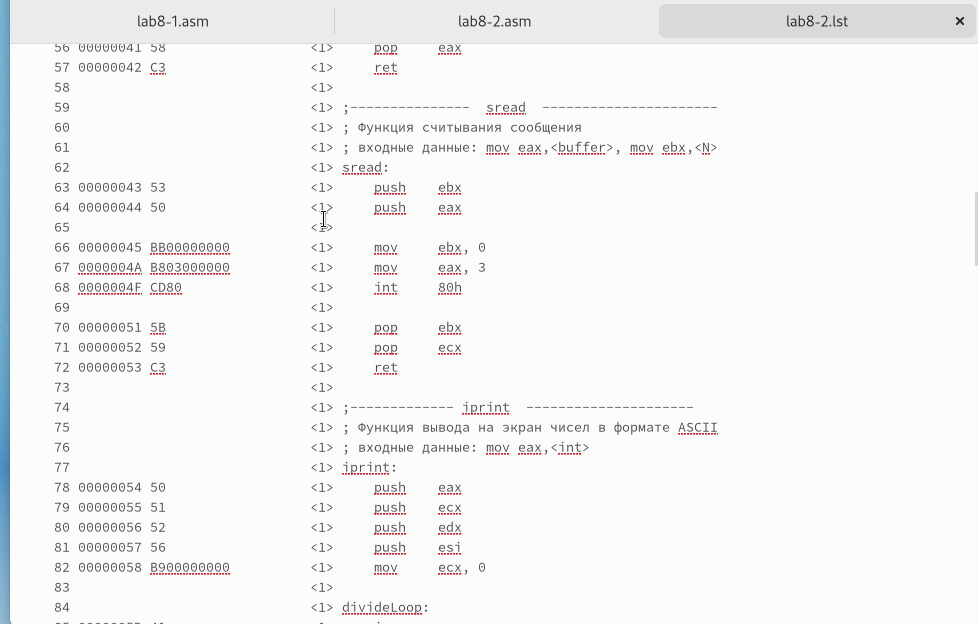 lab8-1.asm lab8-2.asm lab8-2.lst ×
56 00000041 58 <1> pop eax
57 00000042 C3 <1> ret
58 <1>
59 <1> ;--------------- sread ----------------------
60 <1> ; Функция считывания сообщения
61 <1> ; входные данные: mov eax,<buffer>, mov ebx,<N>
62 <1> sread:
63 00000043 53 <1> push ebx
64 00000044 50 <1> push eax
65 <1>
66 00000045 BB00000000 <1> mov ebx, 0
67 0000004A B803000000 <1> mov eax, 3
68 0000004F CD80 <1> int 80h
69 <1>
70 00000051 5B <1> pop ebx
71 00000052 59 <1> pop ecx
72 00000053 C3 <1> ret
73 <1>
74 <1> ;------------- iprint ---------------------
75 <1> ; Функция вывода на экран чисел в формате ASCII
76 <1> ; входные данные: mov eax,<int>
77 <1> iprint:
78 00000054 50 <1> push eax
79 00000055 51 <1> push ecx
80 00000056 52 <1> push edx
81 00000057 56 <1> push esi
82 00000058 B900000000 <1> mov ecx, 0
83 <1>
84 <1> divideLoop: